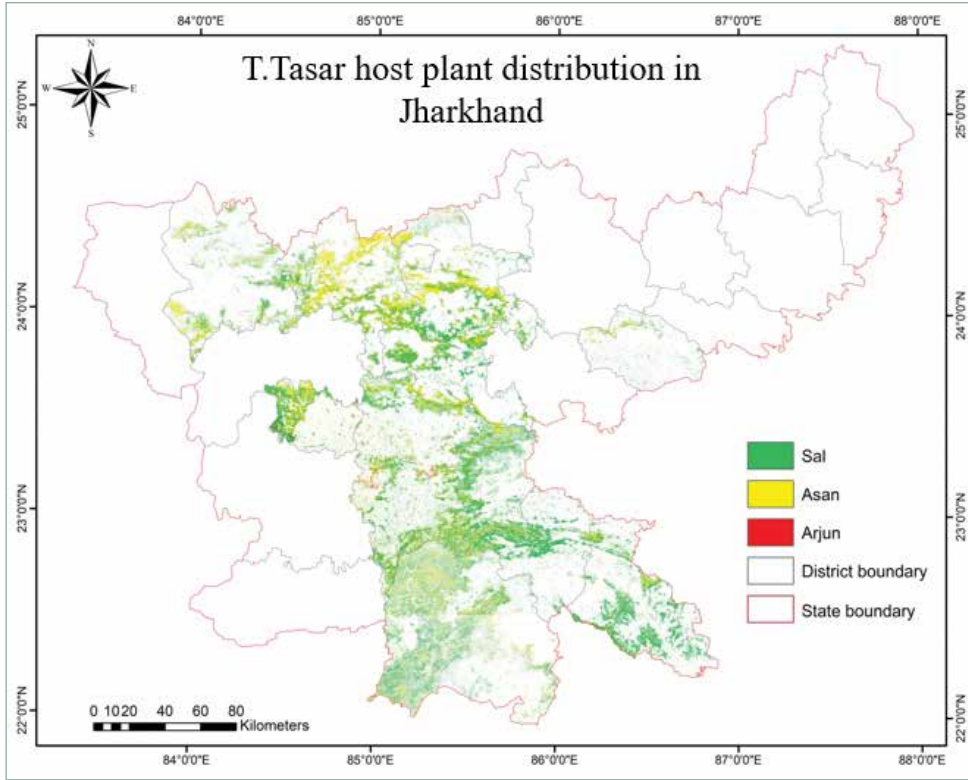 84°0'0"E 85°0'0"E 86°0'0"E 87°0'0"E 88°0'0"E
N
W E
S
T.Tasar host plant distribution in
Jharkhand
25°0'0"N 25°0'0"N
24°0'0"N 24°0'0"N
23°0'0"N 23°0'0"N
22°0'0"N 22°0'0"N
Sal
Asan
Arjun
District boundary
State boundary
0 10 20 40 60 80
Kilometers
84°0'0"E 85°0'0"E 86°0'0"E 87°0'0"E 88°0'0"E